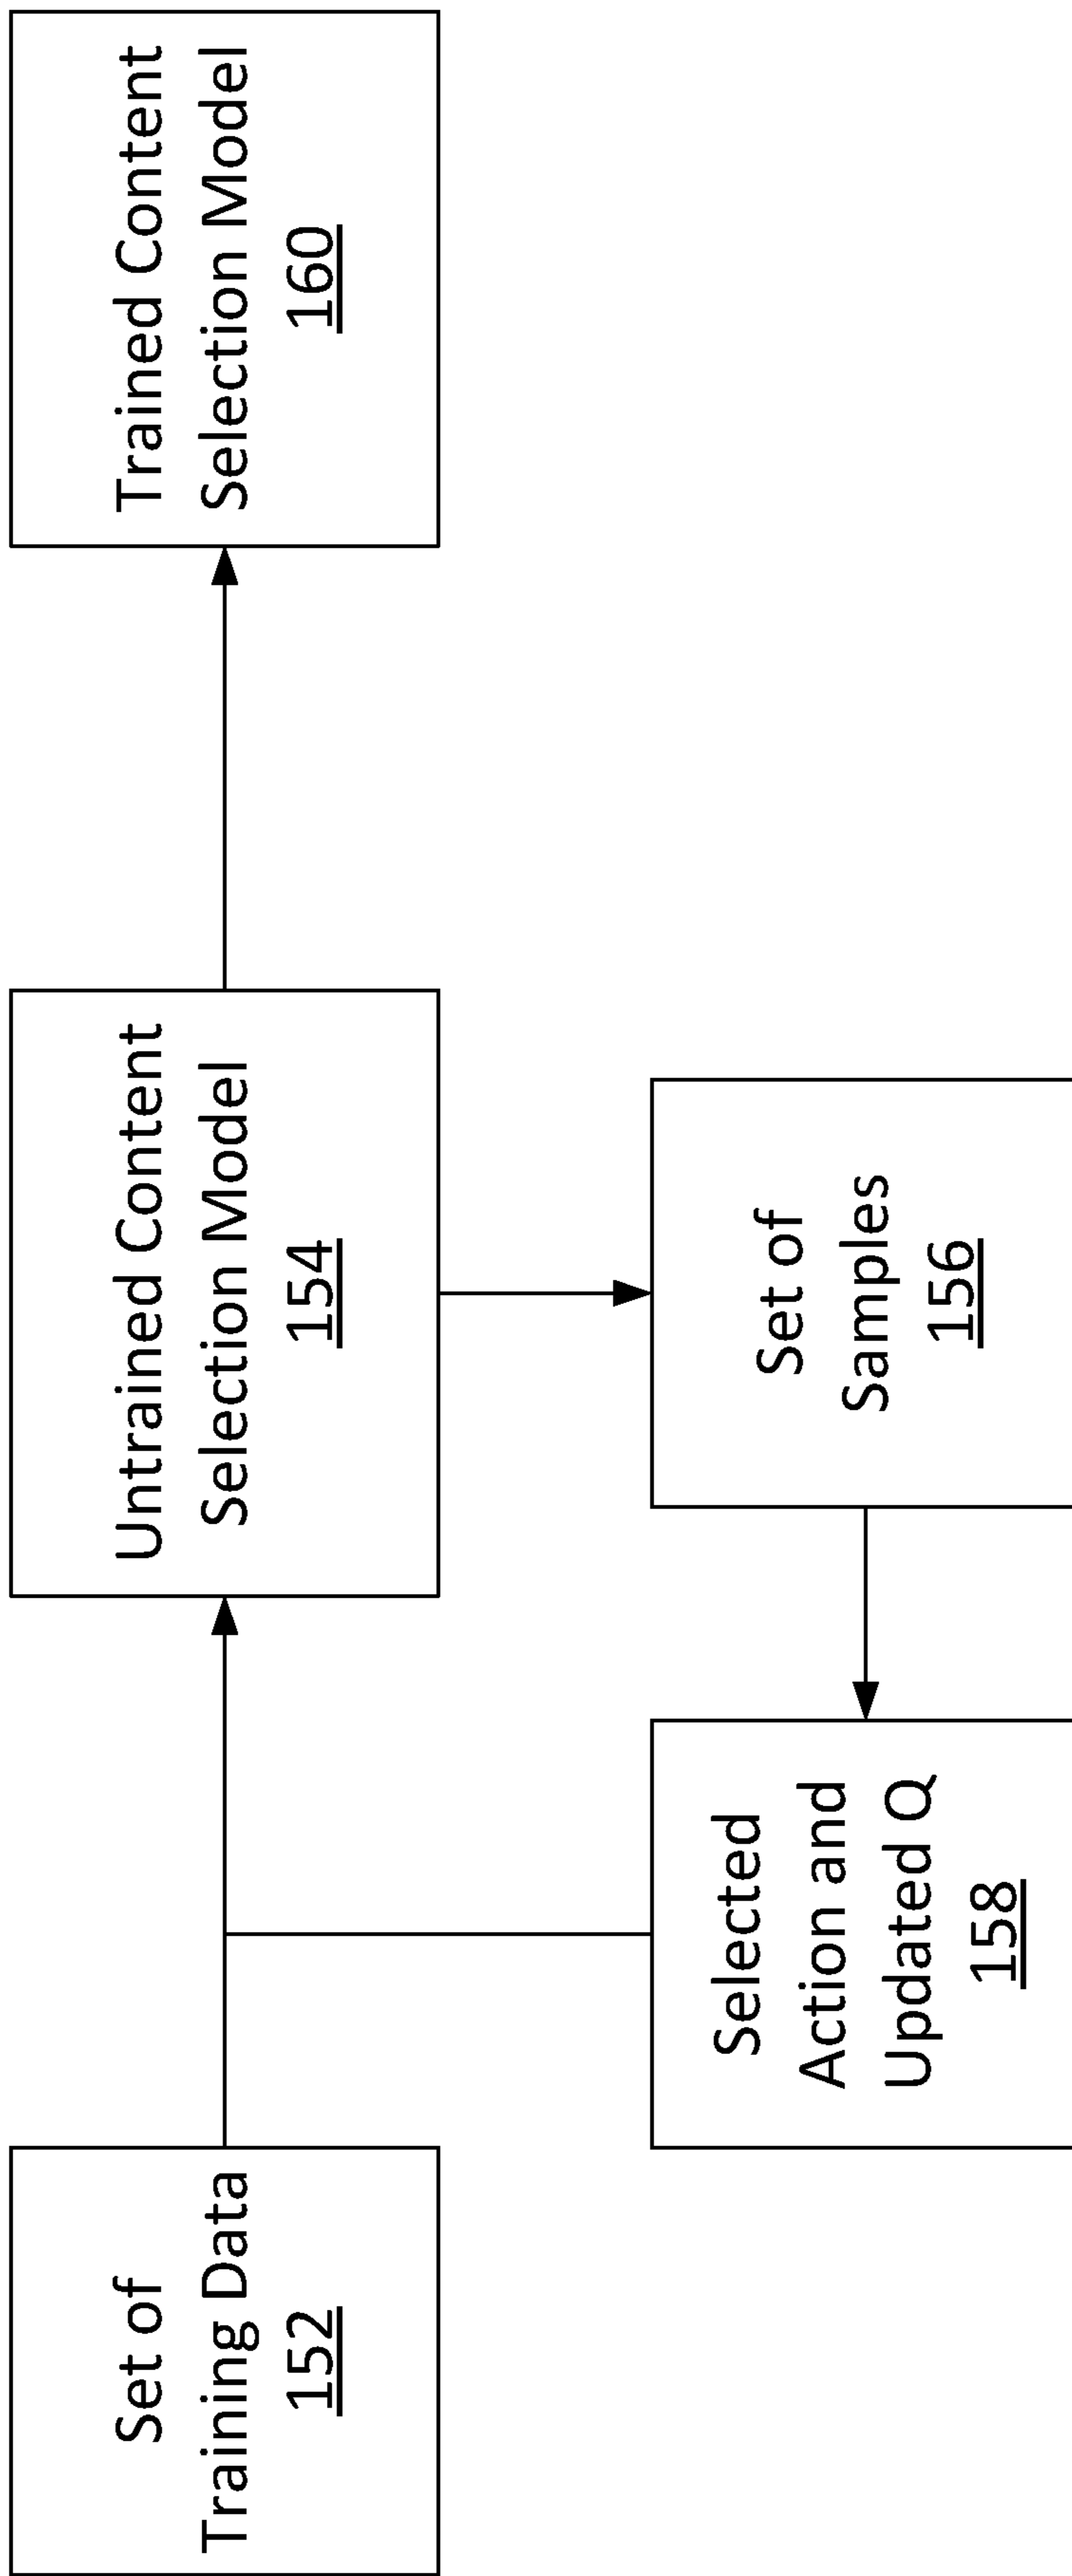 Set of
Training Data
152
Untrained Content
Selection Model
154
Trained Content
Selection Model
160
Selected
Action and
Updated Q
158
Set of
Samples
156